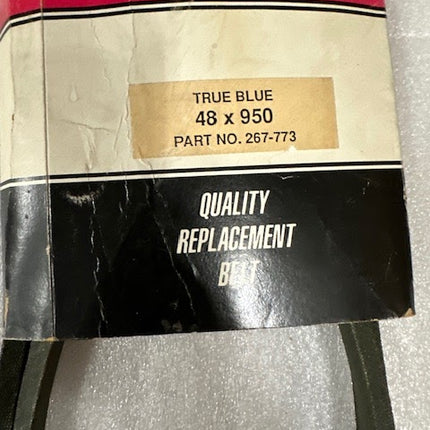 TRUE BLUE
48 x 950
PART NO. 267-773
QUALITY
REPLACEMENT
BELT